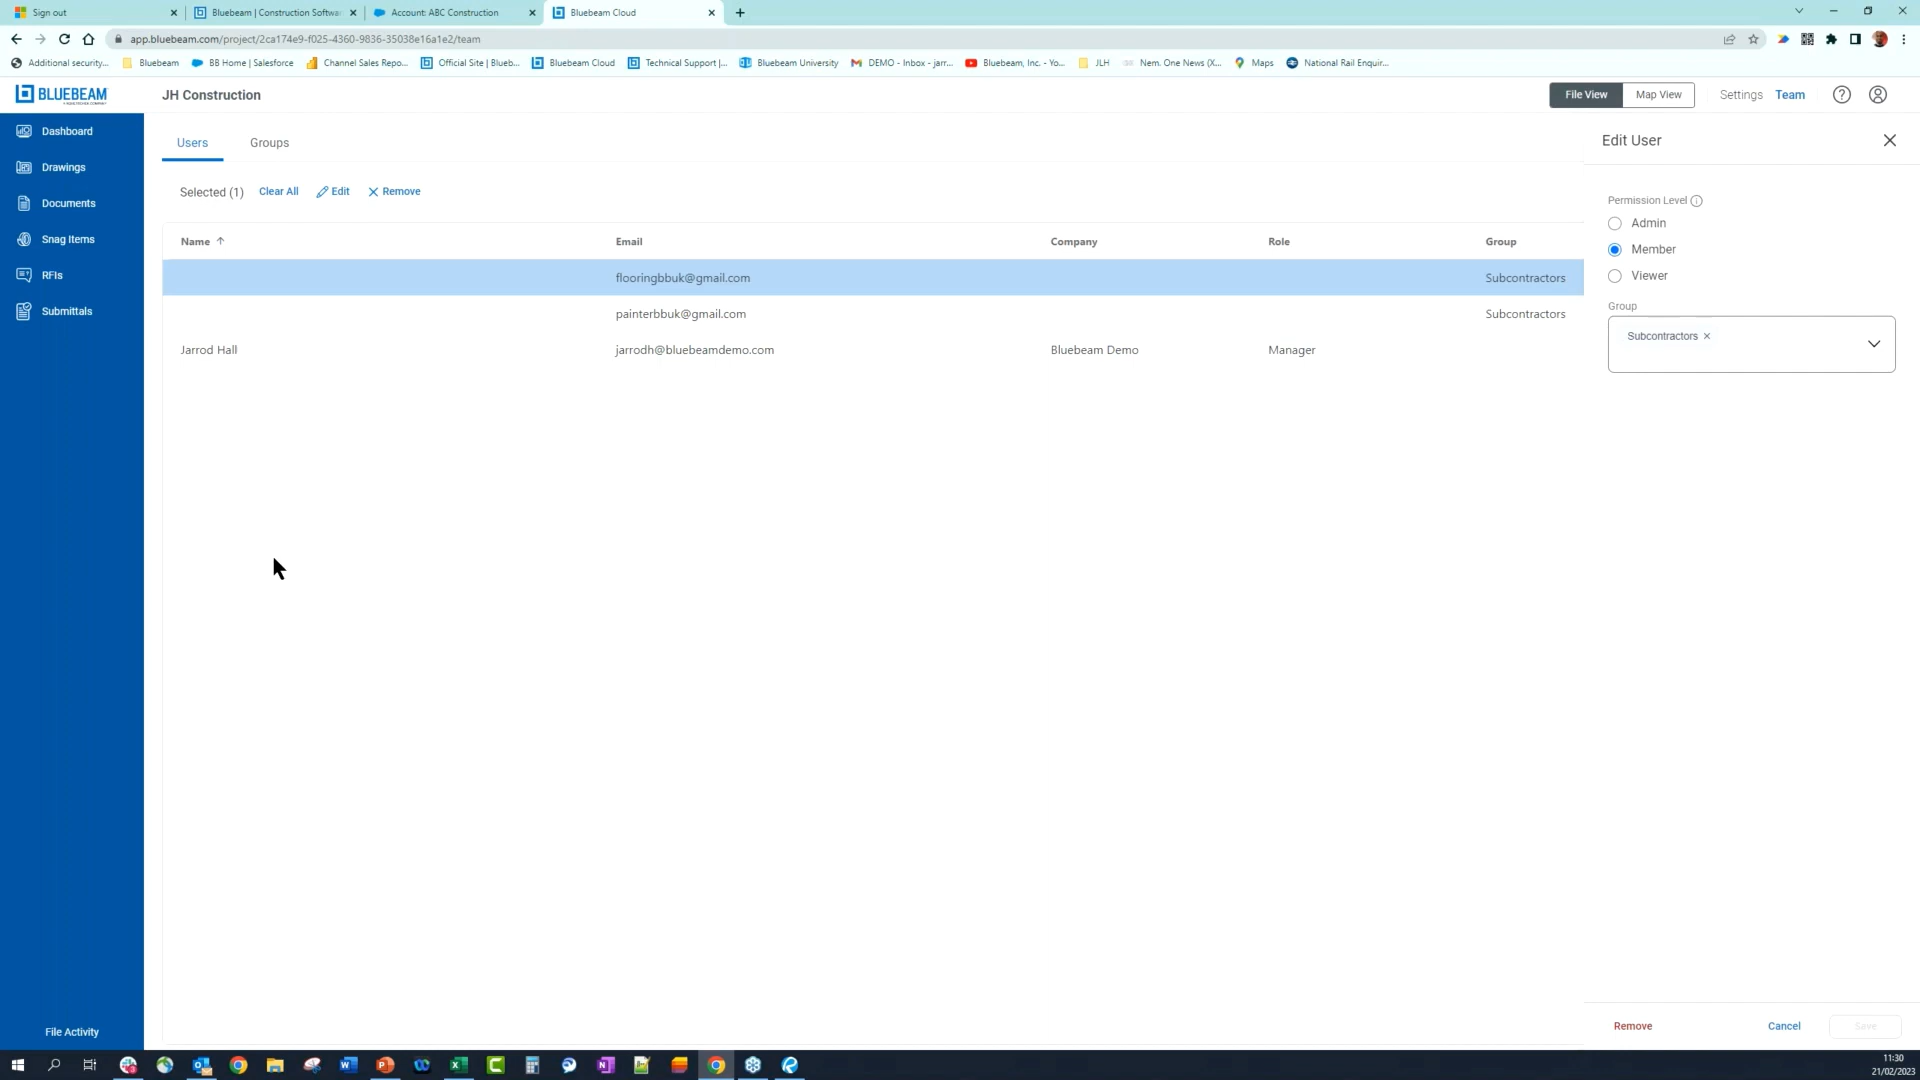 Sign out
Bluebeam | Construction Softwar
Account: ABC Construction
Bluebeam Cloud
app.bluebeam.com/project/2ca174e9-f025-4360-9836-35038e16a1e2/team
Additional security...
Bluebeam
BB Home | Salesforce
Channel Sales Repo...
Official Site | Blueb...
Bluebeam Cloud
Technical Support |...
Bluebeam University
DEMO - Inbox - jarr...
Bluebeam, Inc. - Yo...
JLH
Nem. One News (X...
Maps
National Rail Enquir...
BLUEBEAM
JH Construction
File View
Map View
Settings
Team
Dashboard
Drawings
Documents
Snag Items
RFIs
Submittals
File Activity
Users
Groups
Selected (1)
Clear All
Edit
Remove
Name
Email
Company
Role
Group
flooringbbuk@gmail.com
Subcontractors
painterbbuk@gmail.com
Subcontractors
Jarrod Hall
jarrodh@bluebeamdemo.com
Bluebeam Demo
Manager
Edit User
Permission Level
Admin
Member
Viewer
Group
Subcontractors
Remove
Cancel
Save
11:30
21/02/2023